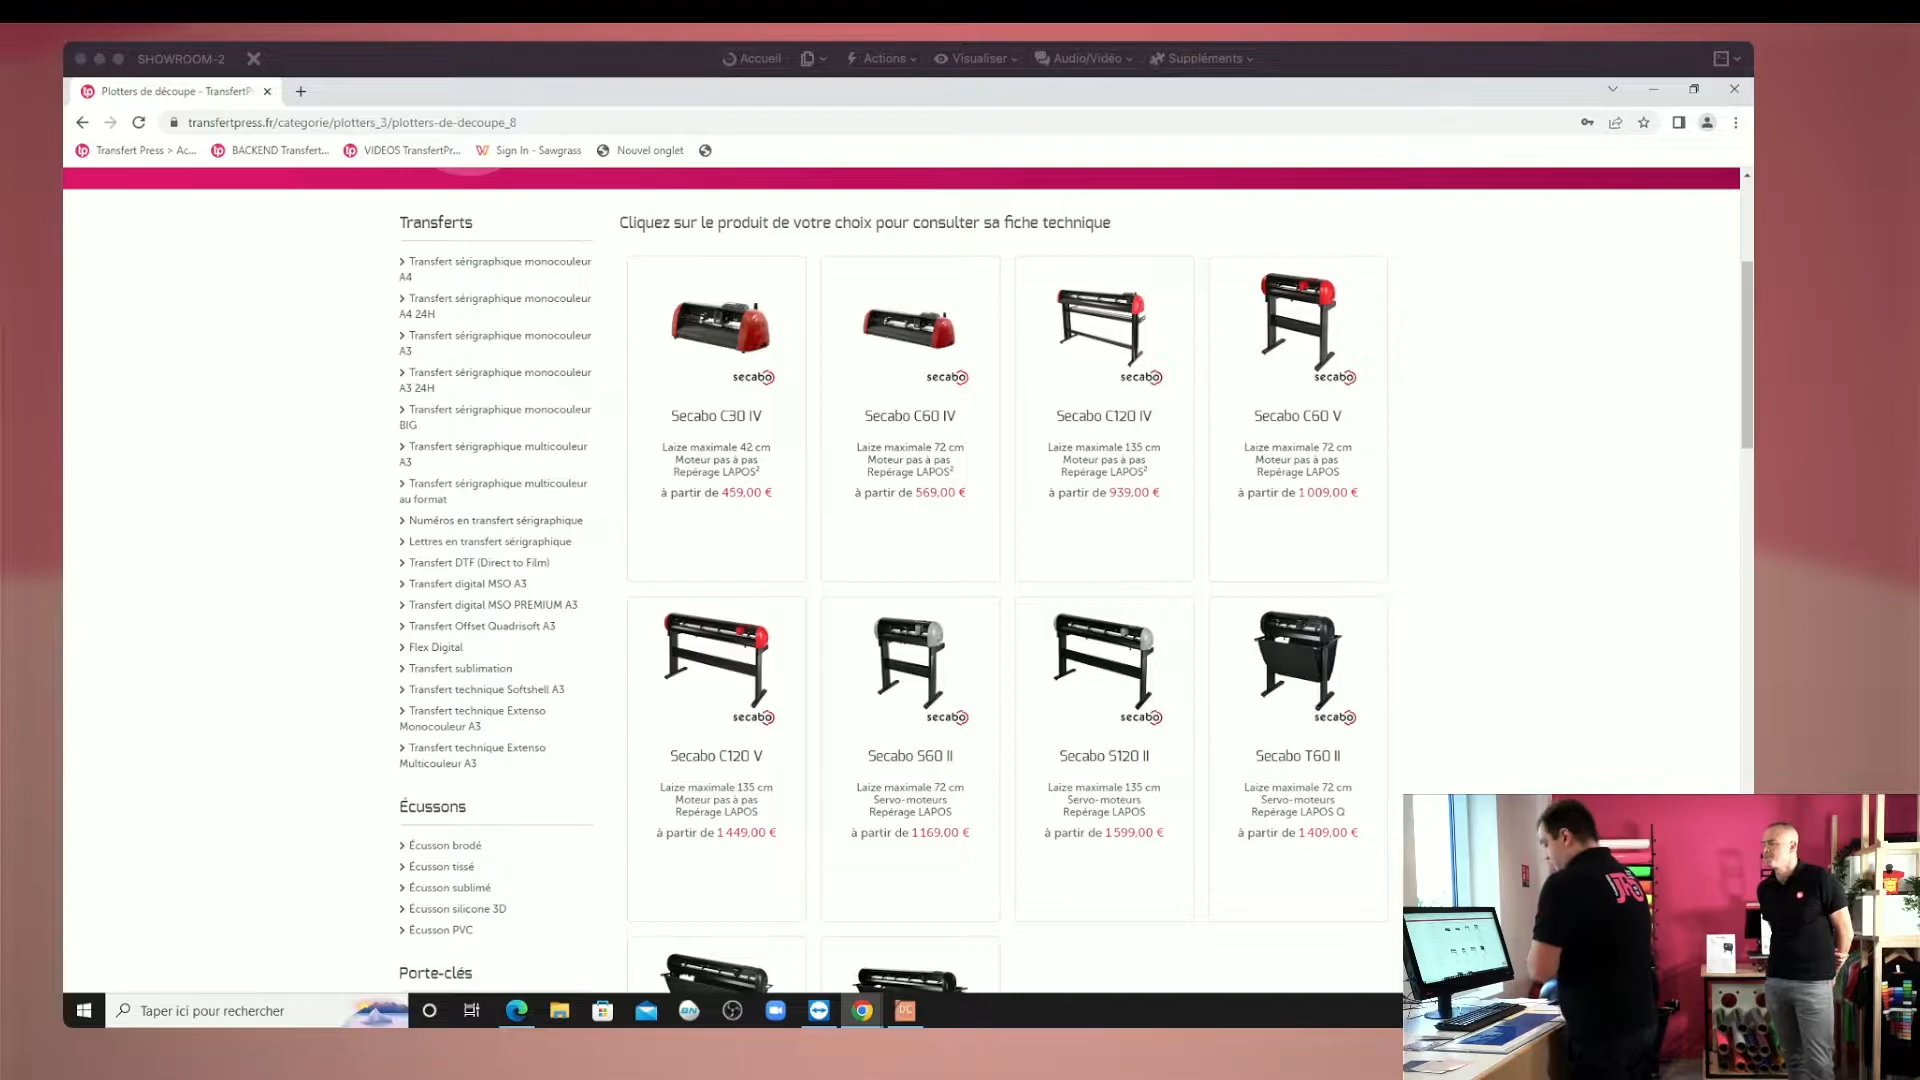 SHOWROOM-2
Accueil
Actions
Visualiser
Audio/Vidéo
Suppléments
Plotters de découpe - TransfertP
transfertpress.fr/categorie/plotters_3/plotters-de-decoupe_8
Transfert Press > Ac...
BACKEND Transfert...
VIDEOS TransfertPr...
Sign In - Sawgrass
Nouvel onglet
Transferts
Transfert sérigraphique monocouleur
A4
Transfert sérigraphique monocouleur
A4 24H
Transfert sérigraphique monocouleur
A3
Transfert sérigraphique monocouleur
A3 24H
Transfert sérigraphique monocouleur
BIG
Transfert sérigraphique multicouleur
A3
Transfert sérigraphique multicouleur
au format
Numéros en transfert sérigraphique
Lettres en transfert sérigraphique
Transfert DTF (Direct to Film)
Transfert digital MSO A3
Transfert digital MSO PREMIUM A3
Transfert Offset Quadrisoft A3
Flex Digital
Transfert sublimation
Transfert technique Softshell A3
Transfert technique Extenso
Monocouleur A3
Transfert technique Extenso
Multicouleur A3
Écussons
Écusson brodé
Écusson tissé
Écusson sublimé
Écusson silicone 3D
Écusson PVC
Porte-clés
Cliquez sur le produit de votre choix pour consulter sa fiche technique
secabo
Secabo C30 IV
Laize maximale 42 cm
Moteur pas à pas
Repérage LAPOS²
à partir de 459,00 €
secabo
Secabo C60 IV
Laize maximale 72 cm
Moteur pas à pas
Repérage LAPOS²
à partir de 569,00 €
secabo
Secabo C120 IV
Laize maximale 135 cm
Moteur pas à pas
Repérage LAPOS²
à partir de 939,00 €
secabo
Secabo C60 V
Laize maximale 72 cm
Moteur pas à pas
Repérage LAPOS
à partir de 1 009,00 €
secabo
Secabo C120 V
Laize maximale 135 cm
Moteur pas à pas
Repérage LAPOS
à partir de 1 449,00 €
secabo
Secabo S60 II
Laize maximale 72 cm
Servo-moteurs
Repérage LAPOS
à partir de 1 169,00 €
secabo
Secabo S120 II
Laize maximale 135 cm
Servo-moteurs
Repérage LAPOS
à partir de 1 599,00 €
secabo
Secabo T60 II
Laize maximale 72 cm
Servo-moteurs
Repérage LAPOS Q
à partir de 1 409,00 €
Taper ici pour rechercher
DC